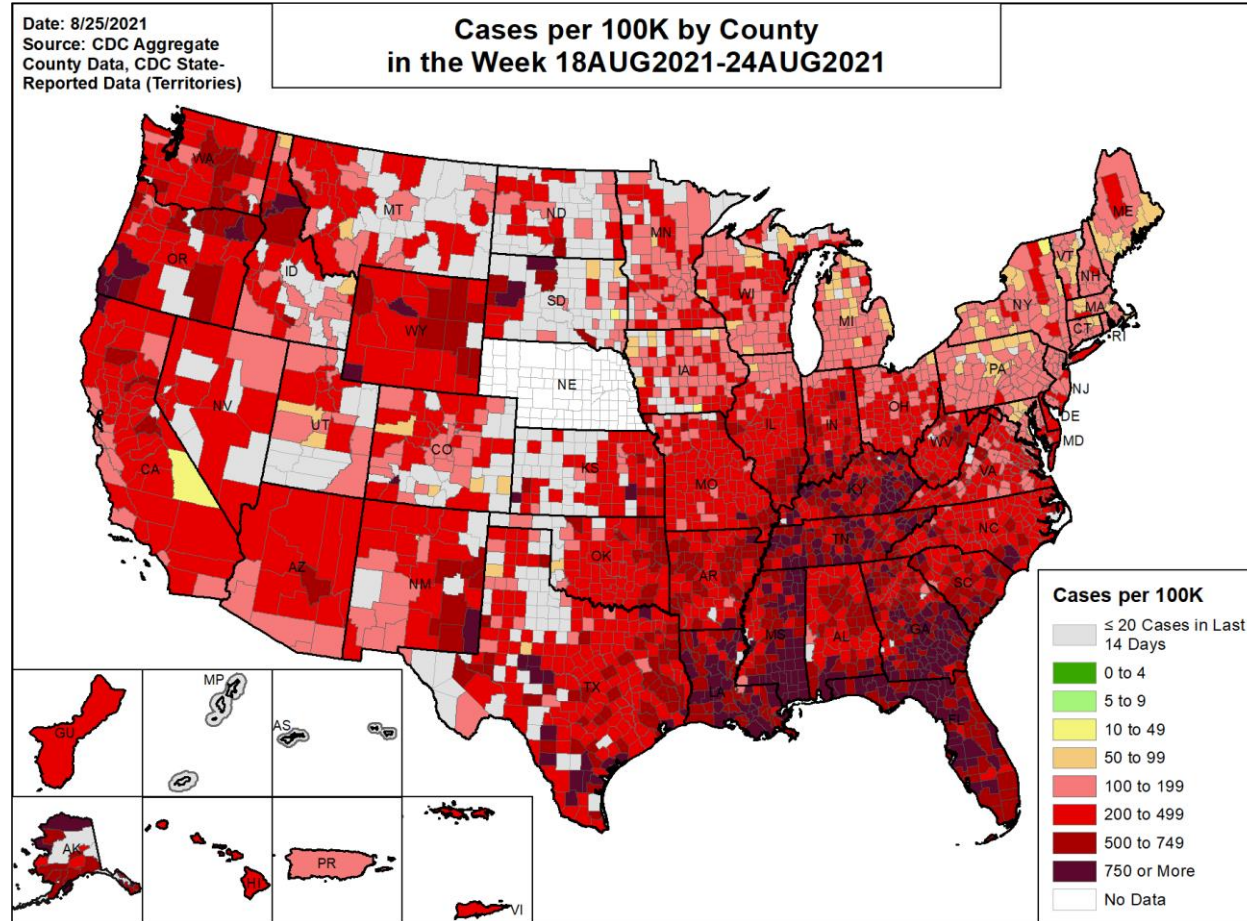 Date: 8/25/2021
Source: CDC Aggregate
County Data, CDC State-
Reported Data (Territories)
Cases per 100K by County
in the Week 18AUG2021-24AUG2021
WA
MT
ND
MN
ME
OR
ID
SD
WI
MI
VT
NH
NY
MA
CT
RI
WY
NE
IA
PA
NJ
NV
UT
CO
IL
IN
OH
DE
MD
CA
KS
MO
WV
VA
KY
AZ
NM
OK
AR
TN
NC
SC
TX
LA
MS
AL
GA
FL
GU
MP
AS
AK
HI
PR
VI
Cases per 100K
≤ 20 Cases in Last
14 Days
0 to 4
5 to 9
10 to 49
50 to 99
100 to 199
200 to 499
500 to 749
750 or More
No Data